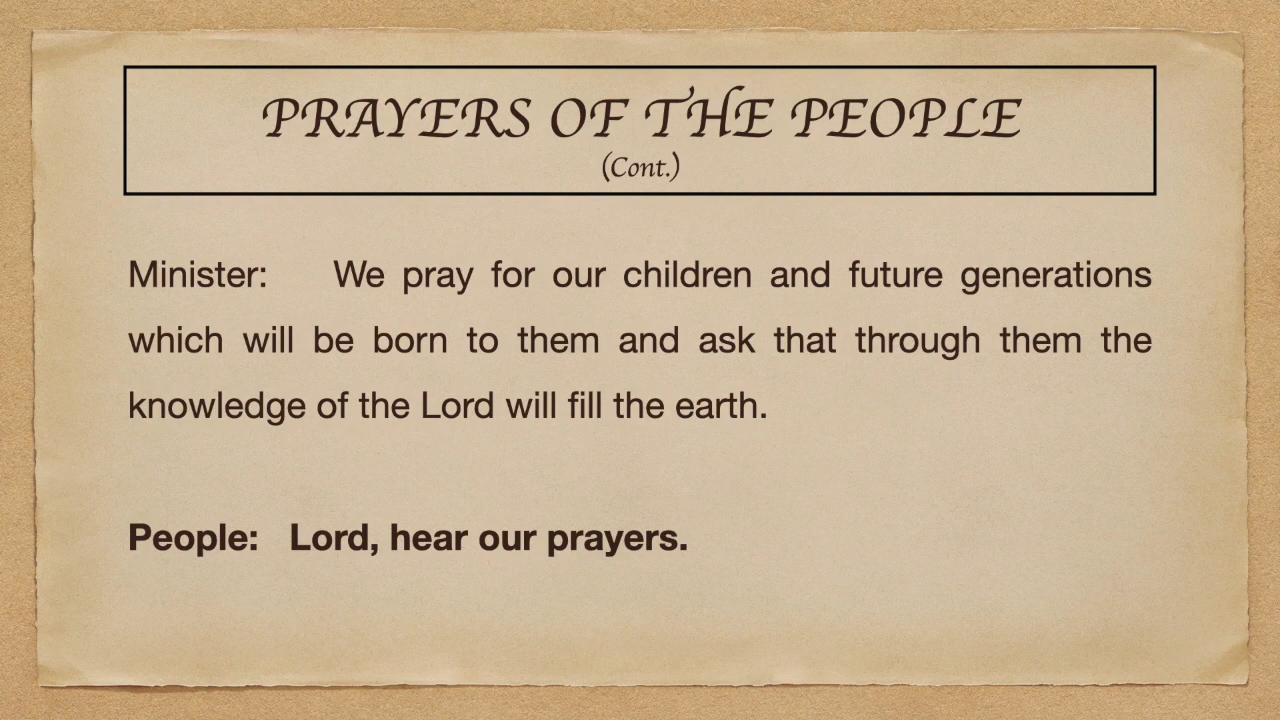 PRAYERS OF THE PEOPLE
(Cont.)
Minister: We pray for our children and future generations
which will be born to them and ask that through them the
knowledge of the Lord will fill the earth.
People: Lord, hear our prayers.